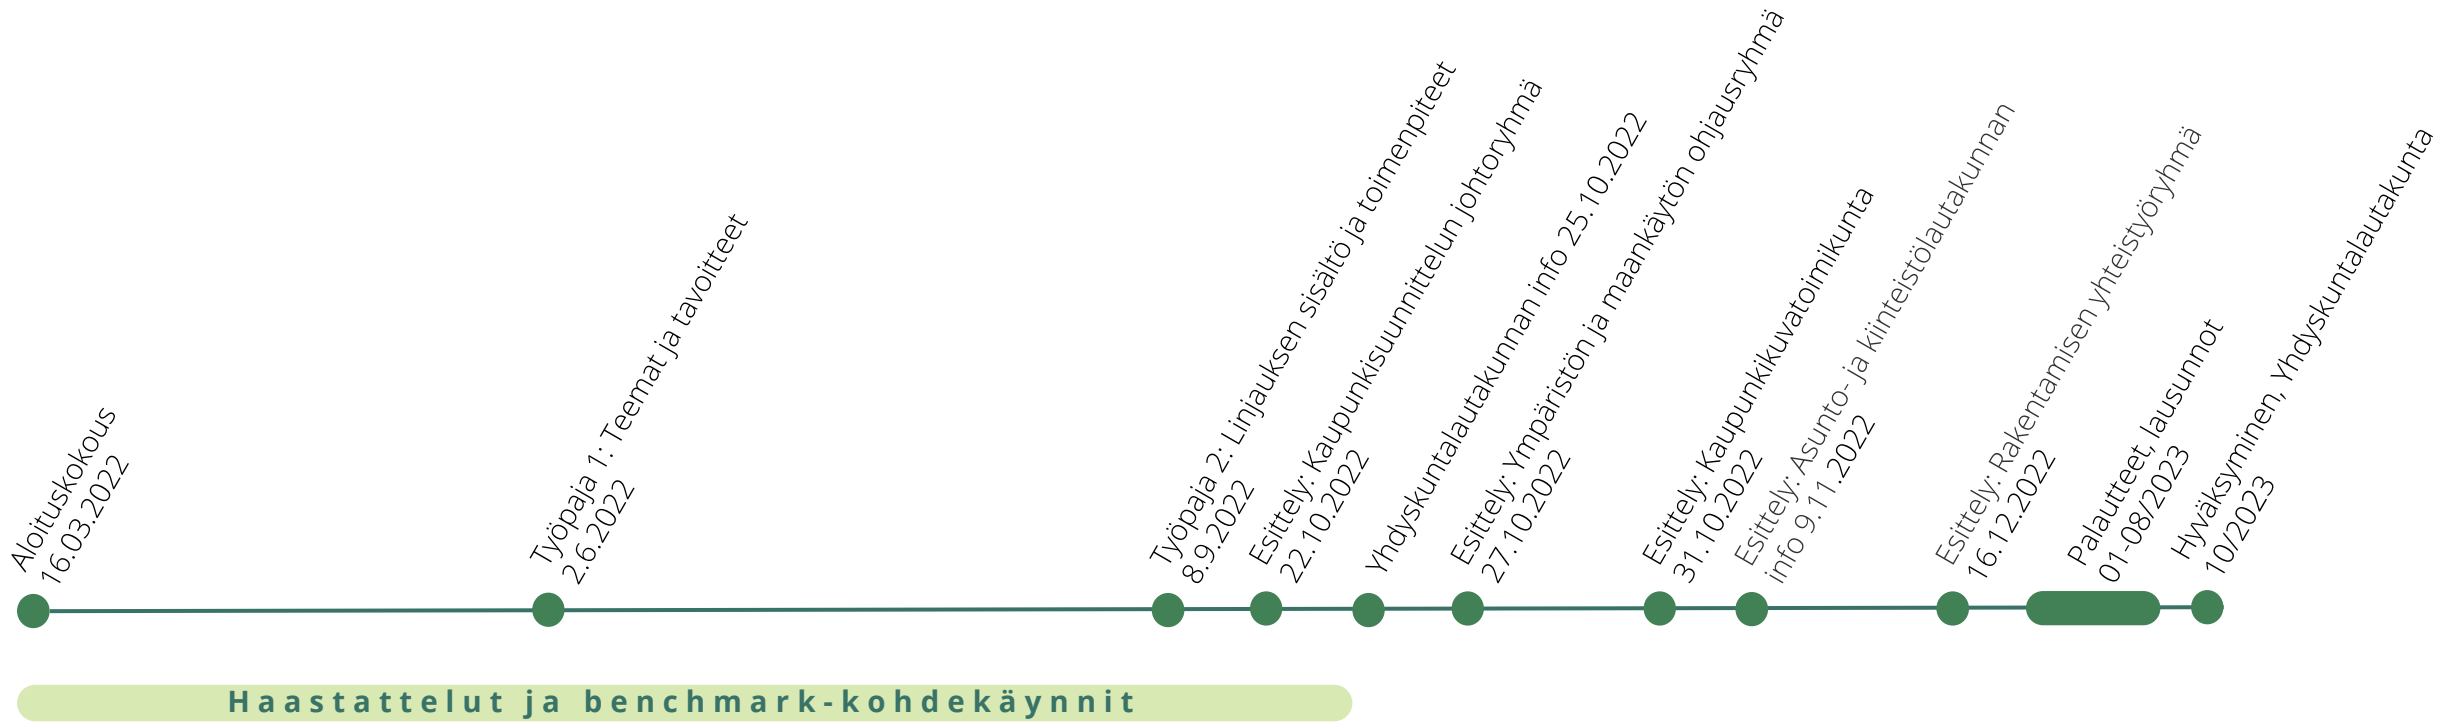 Aloituskokous
16.03.2022
Työpaja 1: Teemat ja tavoitteet
2.6.2022
Työpaja 2: Linjauksen sisältö ja toimenpiteet
8.9.2022
Esittely: Kaupunkisuunnittelun johtoryhmä
22.10.2022
Yhdyskuntalautakunnan info 25.10.2022
Esittely: Ympäristön ja maankäytön ohjausryhmä
27.10.2022
Esittely: Kaupunkikuvatoimikunta
31.10.2022
Esittely: Asunto- ja kiinteistölautakunnan
info 9.11.2022
Esittely: Rakentamisen yhteistyöryhmä
16.12.2022
Palautteet, lausunnot
01-08/2023
Hyväksyminen, Yhdyskuntalautakunta
10/2023
Haastattelut ja benchmark-kohdekäynnit